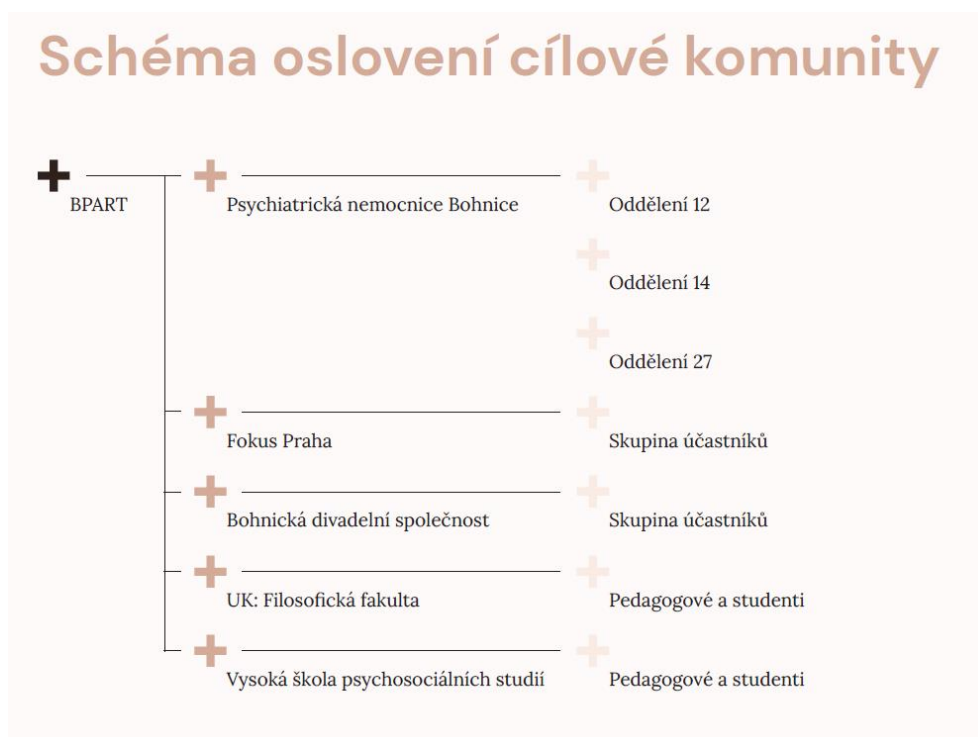 Schéma oslovení cílové komunity
BPART
Psychiatrická nemocnice Bohnice
Oddělení 12
Oddělení 14
Oddělení 27
Fokus Praha
Skupina účastníků
Bohnická divadelní společnost
Skupina účastníků
UK: Filosofická fakulta
Pedagogové a studenti
Vysoká škola psychosociálních studií
Pedagogové a studenti